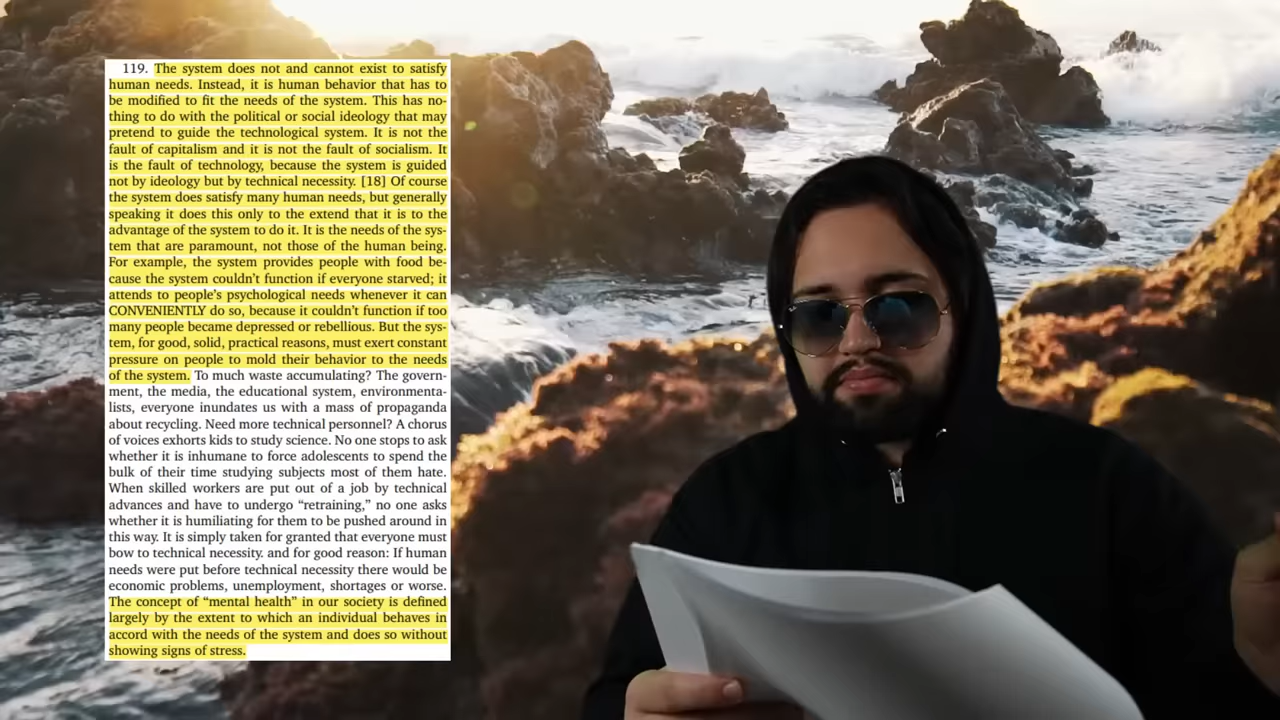 119. The system does not and cannot exist to satisfy
human needs. Instead, it is human behavior that has to
be modified to fit the needs of the system. This has no-
thing to do with the political or social ideology that may
pretend to guide the technological system. It is not the
fault of capitalism and it is not the fault of socialism. It
is the fault of technology, because the system is guided
not by ideology but by technical necessity. [18] Of course
the system does satisfy many human needs, but generally
speaking it does this only to the extend that it is to the
advantage of the system to do it. It is the needs of the sys-
tem that are paramount, not those of the human being.
For example, the system provides people with food be-
cause the system couldn't function if everyone starved; it
attends to people's psychological needs whenever it can
CONVENIENTLY do so, because it couldn't function if too
many people became depressed or rebellious. But the sys-
tem, for good, solid, practical reasons, must exert constant
pressure on people to mold their behavior to the needs
of the system. To much waste accumulating? The govern-
ment, the media, the educational system, environmenta-
lists, everyone inundates us with a mass of propaganda
about recycling. Need more technical personnel? A chorus
of voices exhorts kids to study science. No one stops to ask
whether it is inhumane to force adolescents to spend the
bulk of their time studying subjects most of them hate.
When skilled workers are put out of a job by technical
advances and have to undergo “retraining,” no one asks
whether it is humiliating for them to be pushed around in
this way. It is simply taken for granted that everyone must
bow to technical necessity. and for good reason: If human
needs were put before technical necessity there would be
economic problems, unemployment, shortages or worse.
The concept of “mental health” in our society is defined
largely by the extent to which an individual behaves in
accord with the needs of the system and does so without
showing signs of stress.